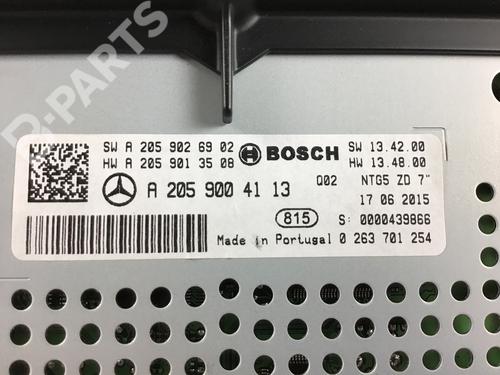 B-PARTS
SW A 205 902 69 02
HW A 205 901 35 08
BOSCH
SW 13.42.00
HW 13.48.00
A 205 900 41 13
Q02
NTG5 ZD 7"
17 06 2015
815
S: 0000439866
Made in Portugal 0 263 701 254